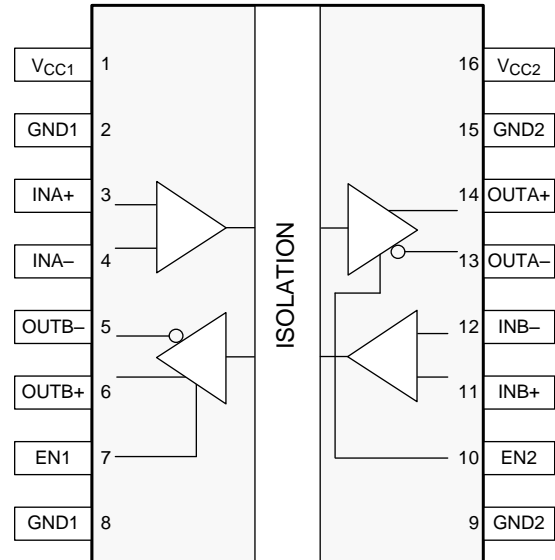 VCC1 1 16 VCC2
GND1 2 15 GND2
INA+ 3 14 OUTA+
INA– 4 13 OUTA–
ISOLATION
OUTB– 5 12 INB–
OUTB+ 6 11 INB+
EN1 7 10 EN2
GND1 8 9 GND2